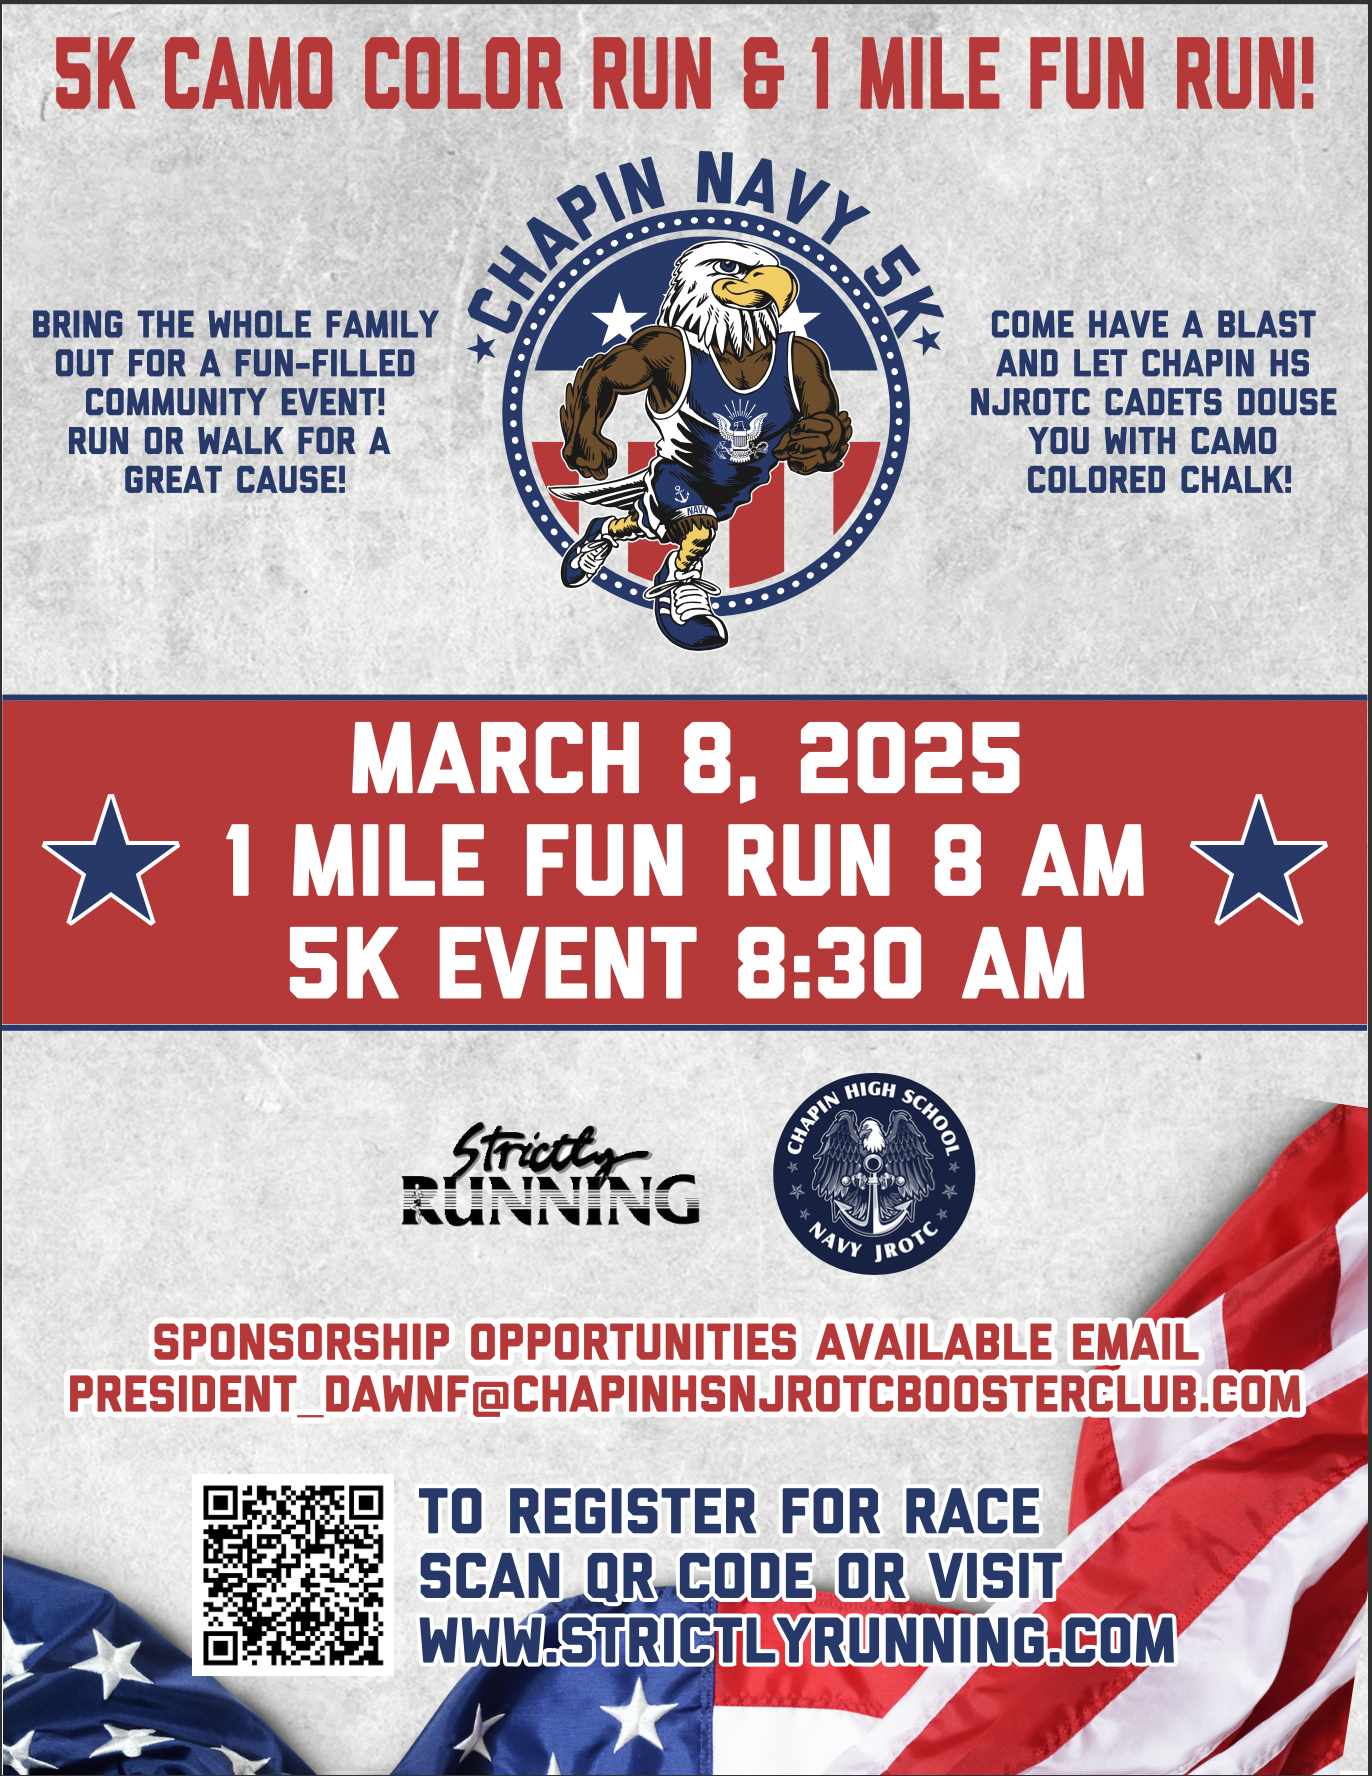 5K CAMO COLOR RUN & 1 MILE FUN RUN!
CHAPIN NAVY 5K
BRING THE WHOLE FAMILY
OUT FOR A FUN-FILLED
COMMUNITY EVENT!
RUN OR WALK FOR A
GREAT CAUSE!
COME HAVE A BLAST
AND LET CHAPIN HS
NJROTC CADETS DOUSE
YOU WITH CAMO
COLORED CHALK!
NAVY
MARCH 8, 2025
1 MILE FUN RUN 8 AM
5K EVENT 8:30 AM
Strictly
RUNNING
CHAPIN HIGH SCHOOL
NAVY JROTC
SPONSORSHIP OPPORTUNITIES AVAILABLE EMAIL
PRESIDENT_DAWNF@CHAPINHSNJROTCBOOSTERCLUB.COM
TO REGISTER FOR RACE
SCAN QR CODE OR VISIT
WWW.STRICTLYRUNNING.COM